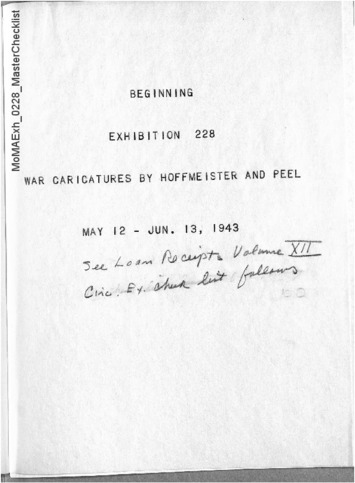 MoMAExh_0228_MasterChecklist
BEGINNING
EXHIBITION 228
WAR CARICATURES BY HOFFMEISTER AND PEEL
MAY 12 - JUN. 13, 1943
See Loan Receipts Volume XII
Circ. Ex. check list follows